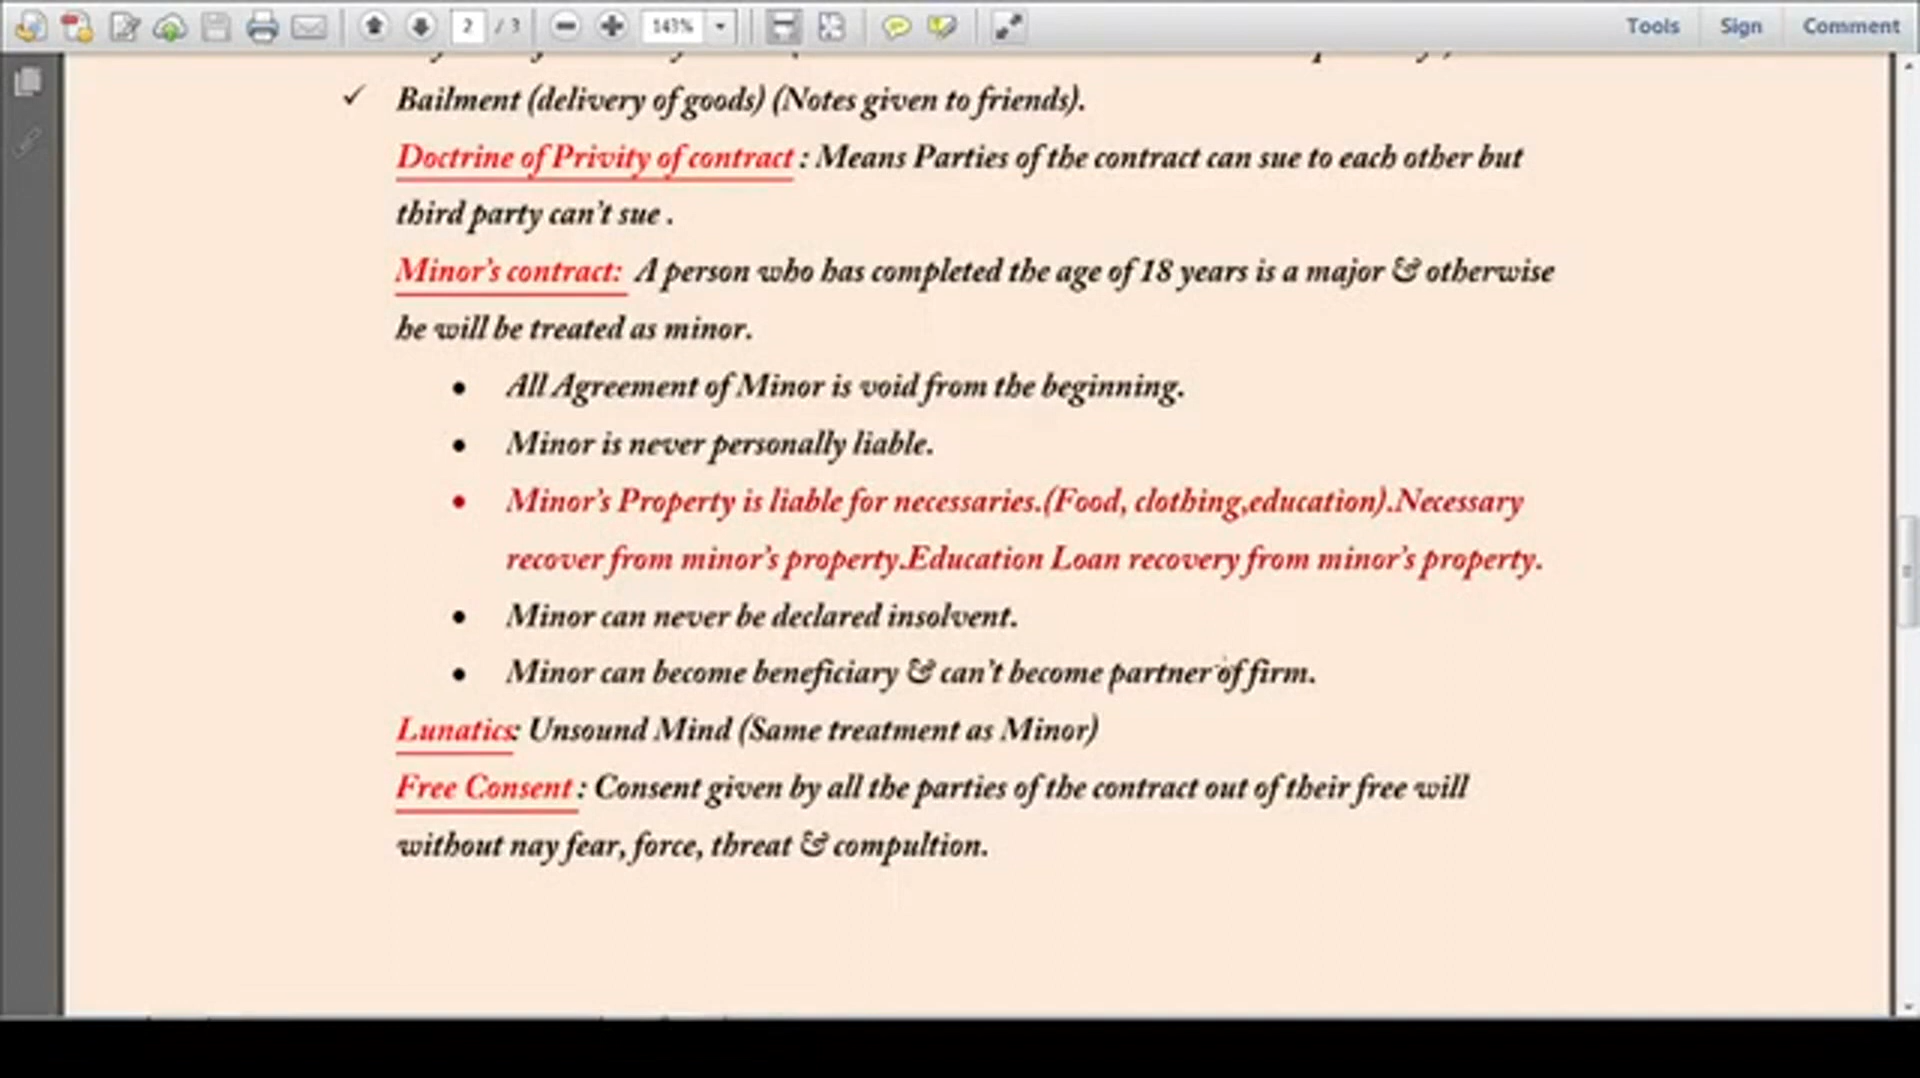 2 / 3 143% Tools Sign Comment
✓ Bailment (delivery of goods) (Notes given to friends).
Doctrine of Privity of contract : Means Parties of the contract can sue to each other but
third party can't sue .
Minor's contract: A person who has completed the age of 18 years is a major & otherwise
he will be treated as minor.
• All Agreement of Minor is void from the beginning.
• Minor is never personally liable.
• Minor's Property is liable for necessaries.(Food, clothing,education).Necessary
recover from minor's property.Education Loan recovery from minor's property.
• Minor can never be declared insolvent.
• Minor can become beneficiary & can't become partner of firm.
Lunatics: Unsound Mind (Same treatment as Minor)
Free Consent : Consent given by all the parties of the contract out of their free will
without nay fear, force, threat & compultion.